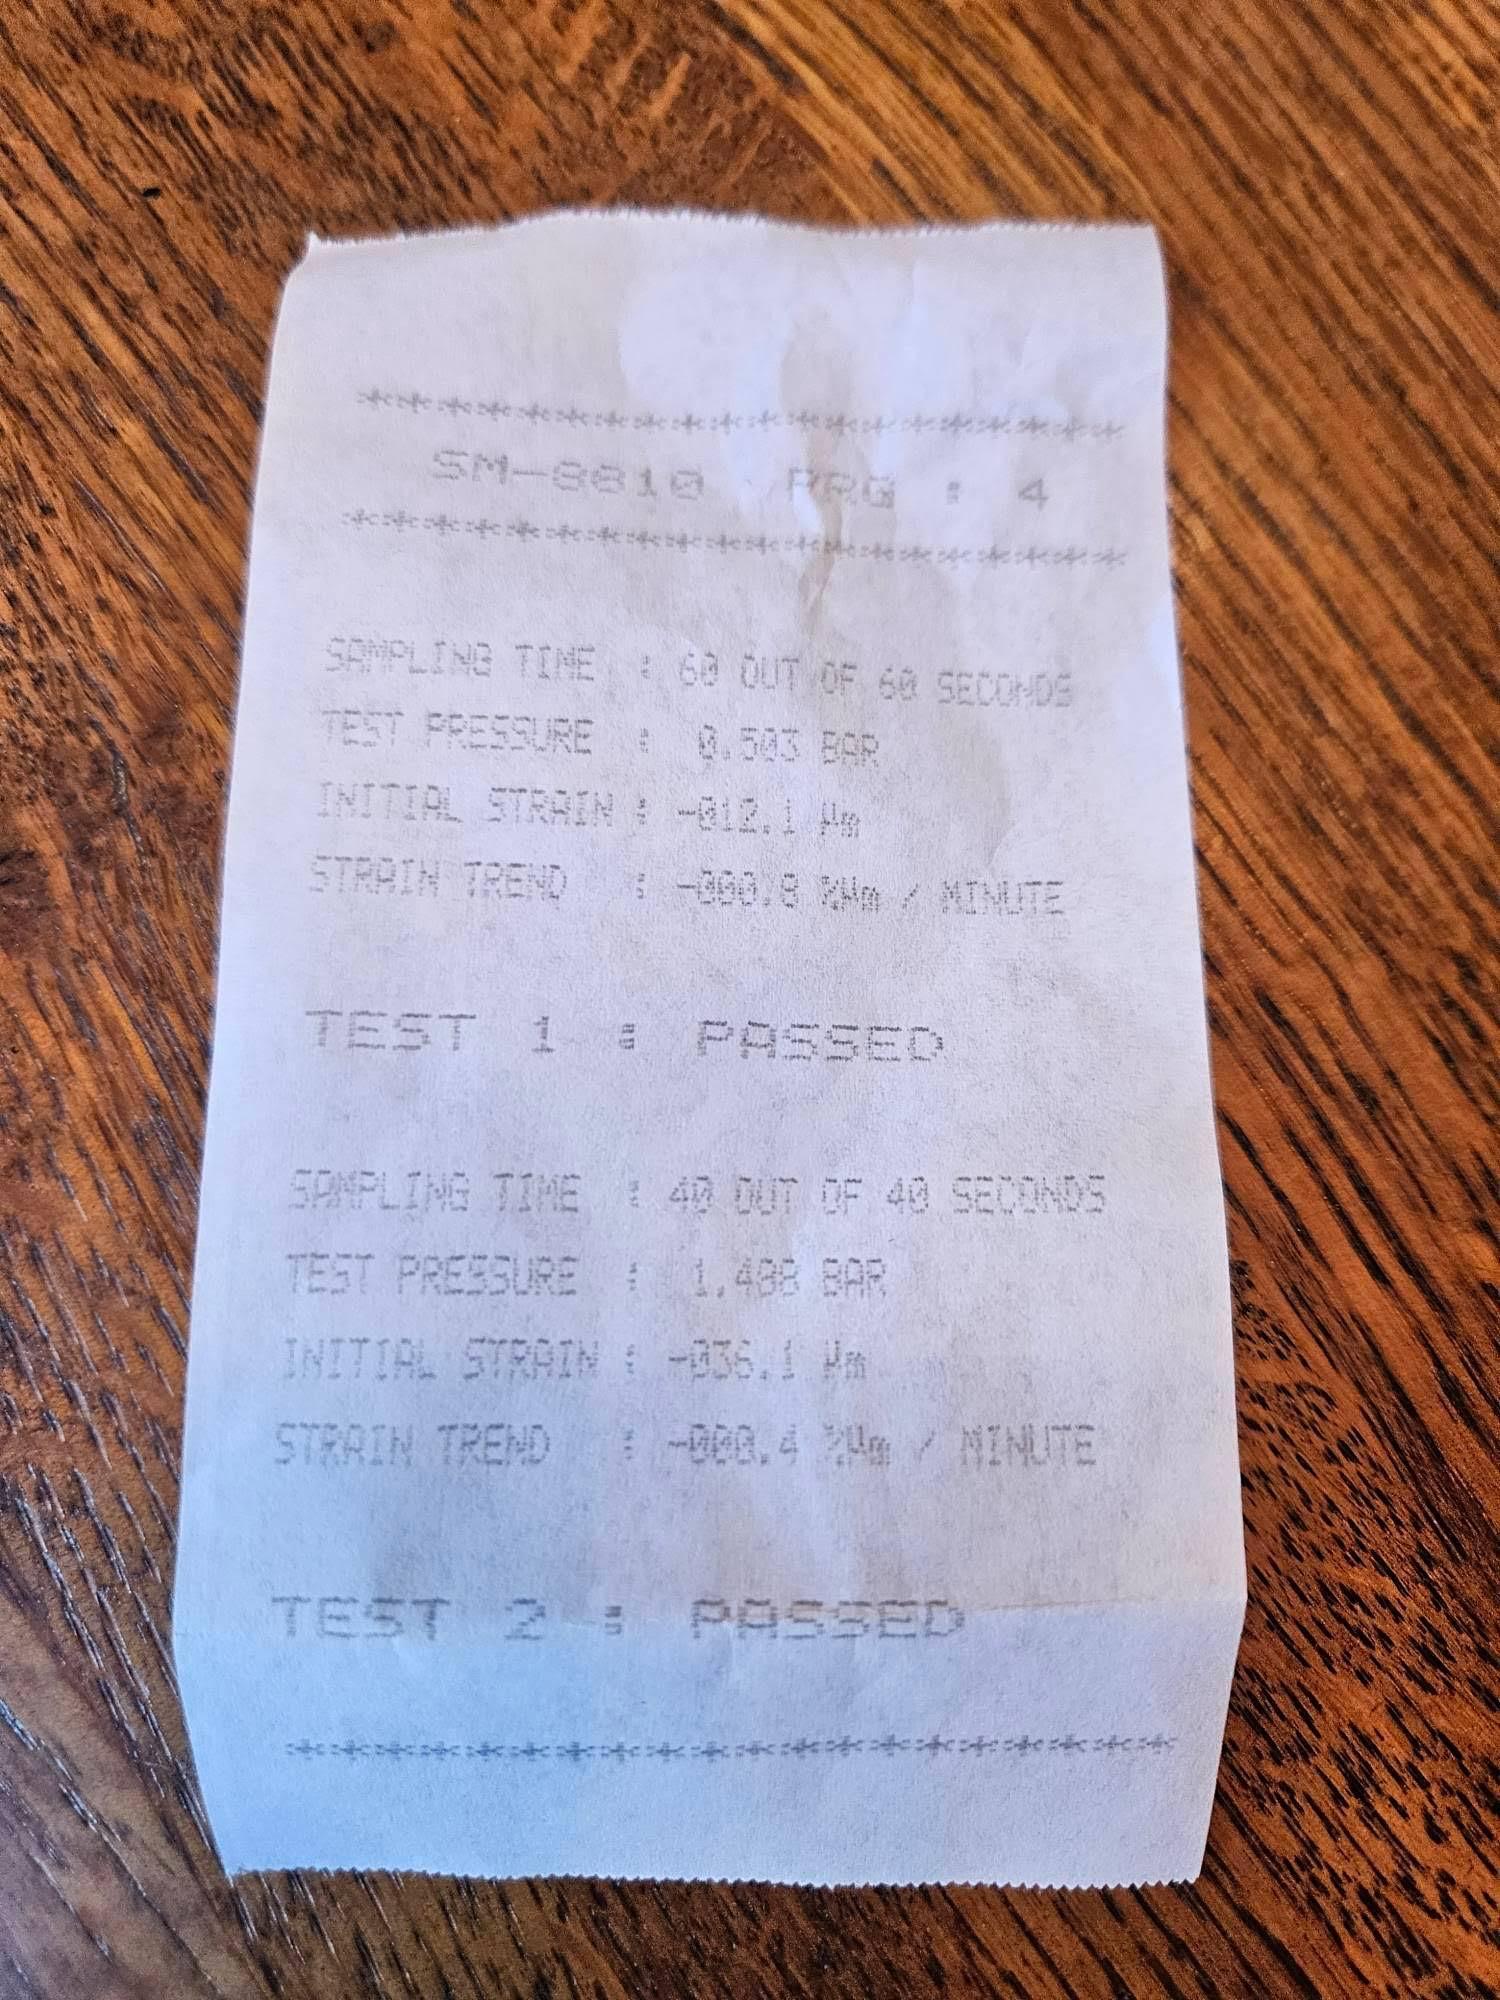 ********************
SM-8810 PRG : 4
********************
SAMPLING TIME : 60 OUT OF 60 SECONDS
TEST PRESSURE : 0.503 BAR
INITIAL STRAIN : -012.1 µm
STRAIN TREND : -000.8 %µm / MINUTE
TEST 1 : PASSED
SAMPLING TIME : 40 OUT OF 40 SECONDS
TEST PRESSURE : BAR
INITIAL STRAIN : -036.1 µm
STRAIN TREND : -000.4 %µm / MINUTE
TEST 2 : PASSED
********************